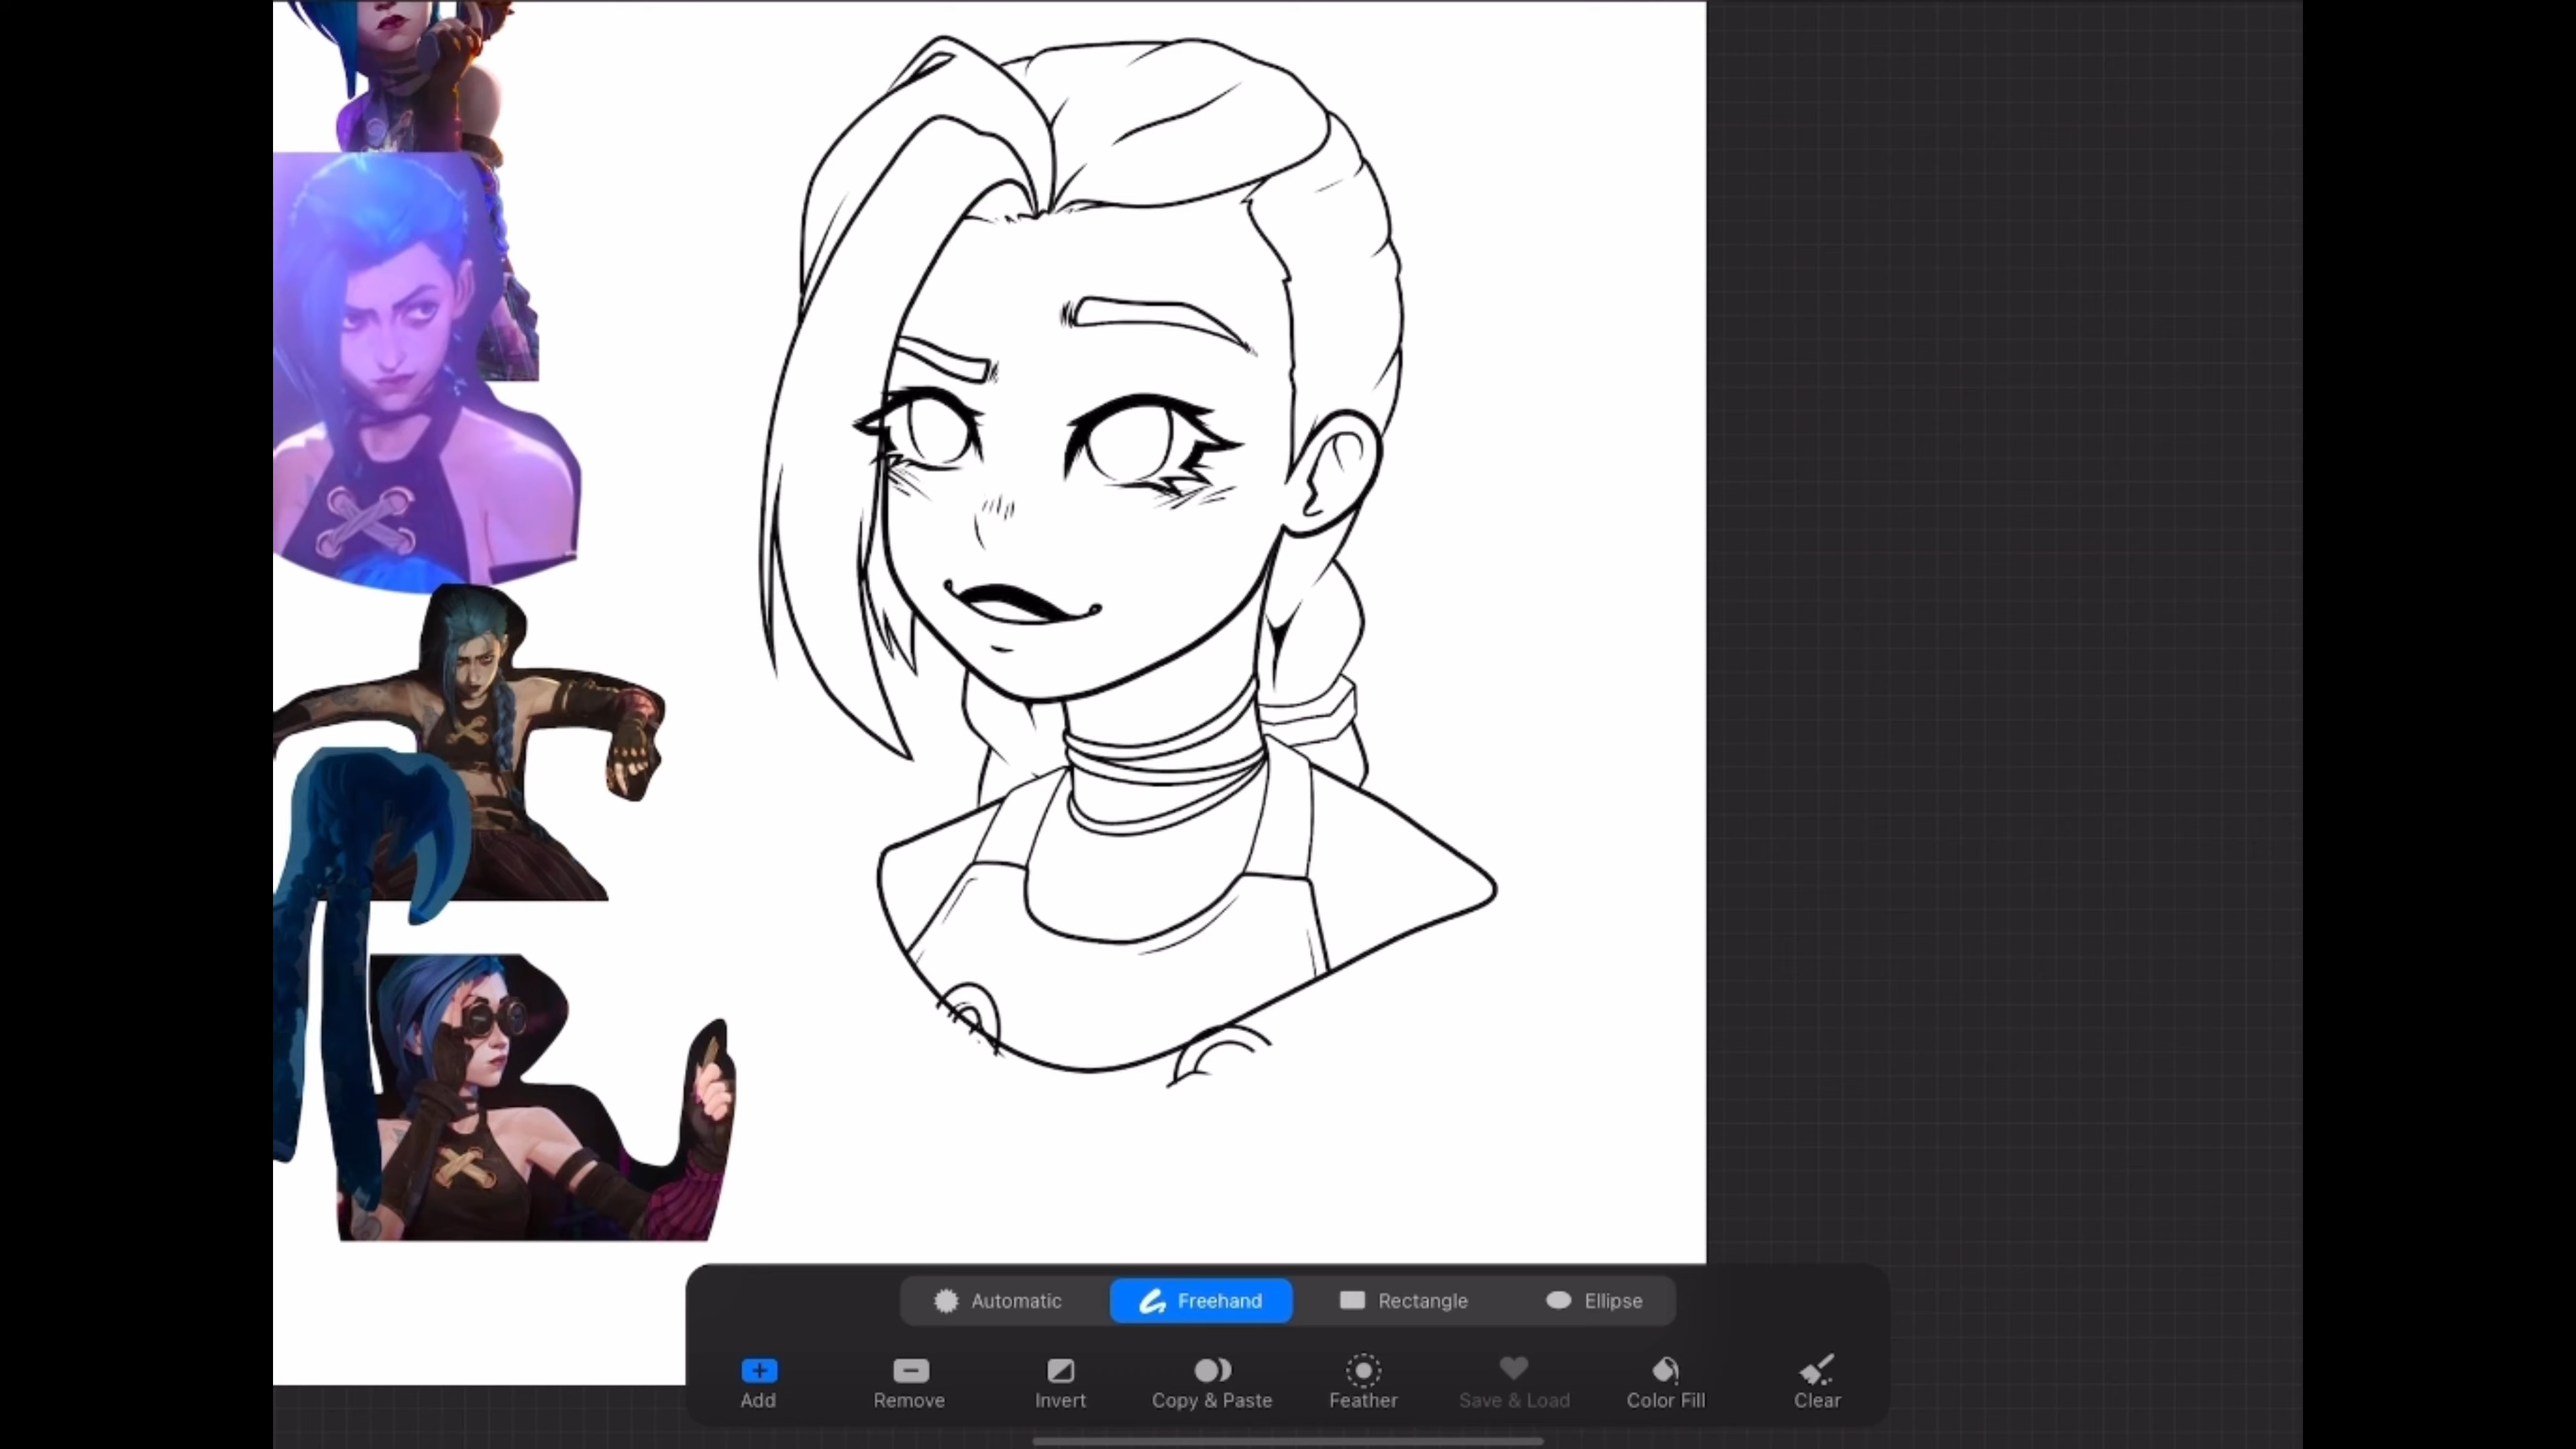 Automatic Freehand Rectangle Ellipse
Add Remove Invert Copy & Paste Feather Save & Load Color Fill Clear